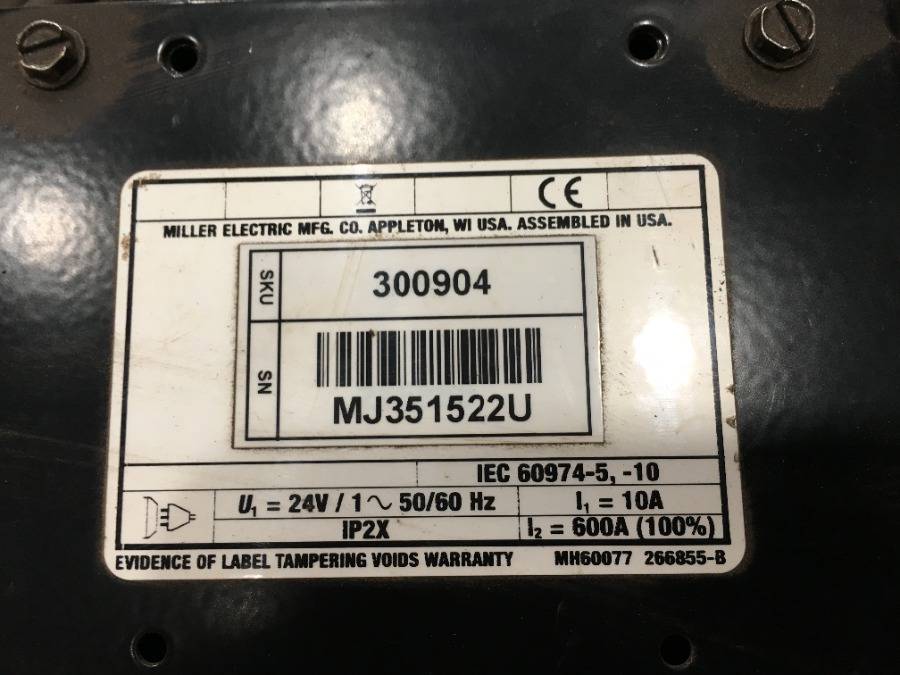 CE
MILLER ELECTRIC MFG. CO. APPLETON, WI USA. ASSEMBLED IN USA.
SKU
300904
SN
MJ351522U
IEC 60974-5, -10
U₁ = 24V / 1∿ 50/60 Hz
I₁ = 10A
IP2X
I₂ = 600A (100%)
EVIDENCE OF LABEL TAMPERING VOIDS WARRANTY
MH60077 266855-B